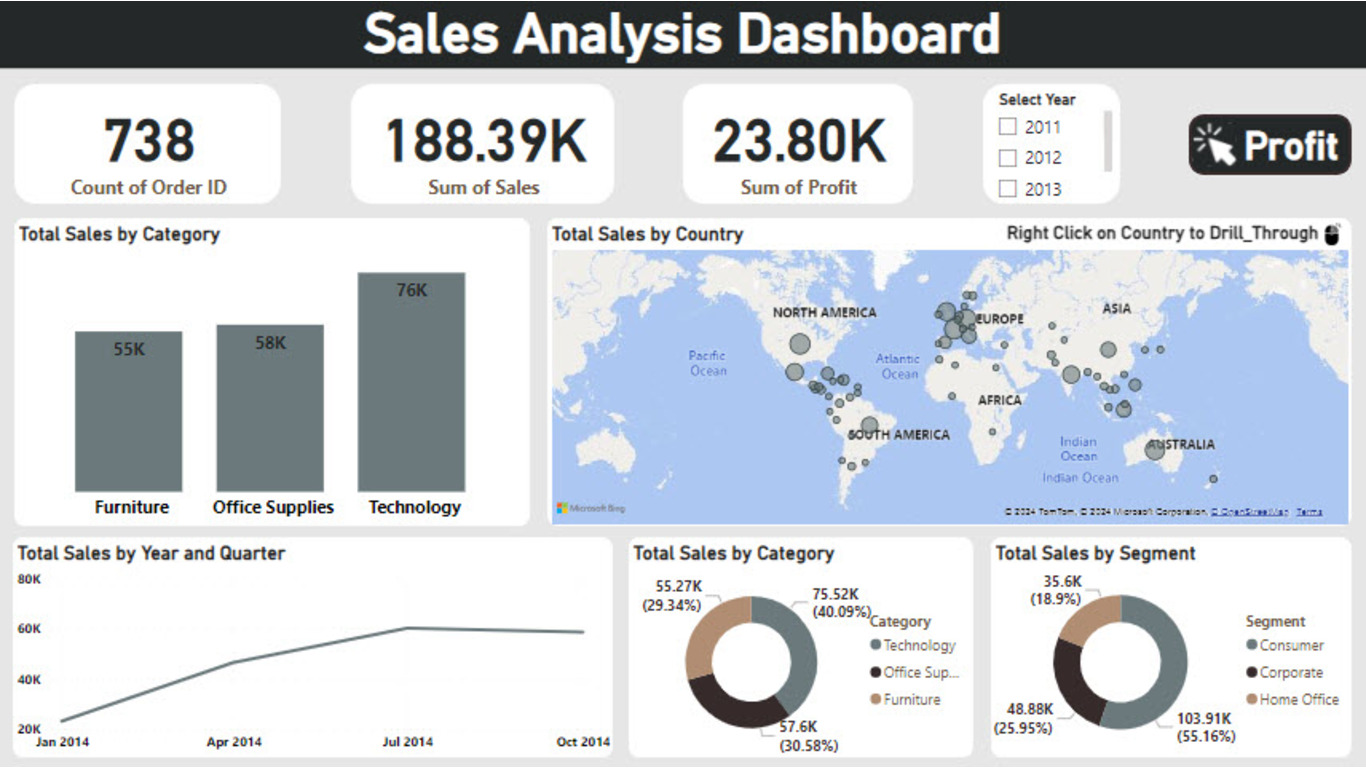 Sales Analysis Dashboard
738
Count of Order ID
188.39K
Sum of Sales
23.80K
Sum of Profit
Select Year
2011
2012
2013
Profit
Total Sales by Category
76K
55K
58K
Furniture
Office Supplies
Technology
Total Sales by Country
Right Click on Country to Drill_Through
NORTH AMERICA
EUROPE
ASIA
Pacific
Ocean
Atlantic
Ocean
AFRICA
SOUTH AMERICA
Indian
Ocean
AUSTRALIA
Indian Ocean
Microsoft Bing
© 2024 TomTom, © 2024 Microsoft Corporation, © OpenStreetMap Terms
Total Sales by Year and Quarter
80K
60K
40K
20K
Jan 2014
Apr 2014
Jul 2014
Oct 2014
Total Sales by Category
55.27K
(29.34%)
75.52K
(40.09%)
57.6K
(30.58%)
Category
Technology
Office Sup...
Furniture
Total Sales by Segment
35.6K
(18.9%)
48.88K
(25.95%)
103.91K
(55.16%)
Segment
Consumer
Corporate
Home Office